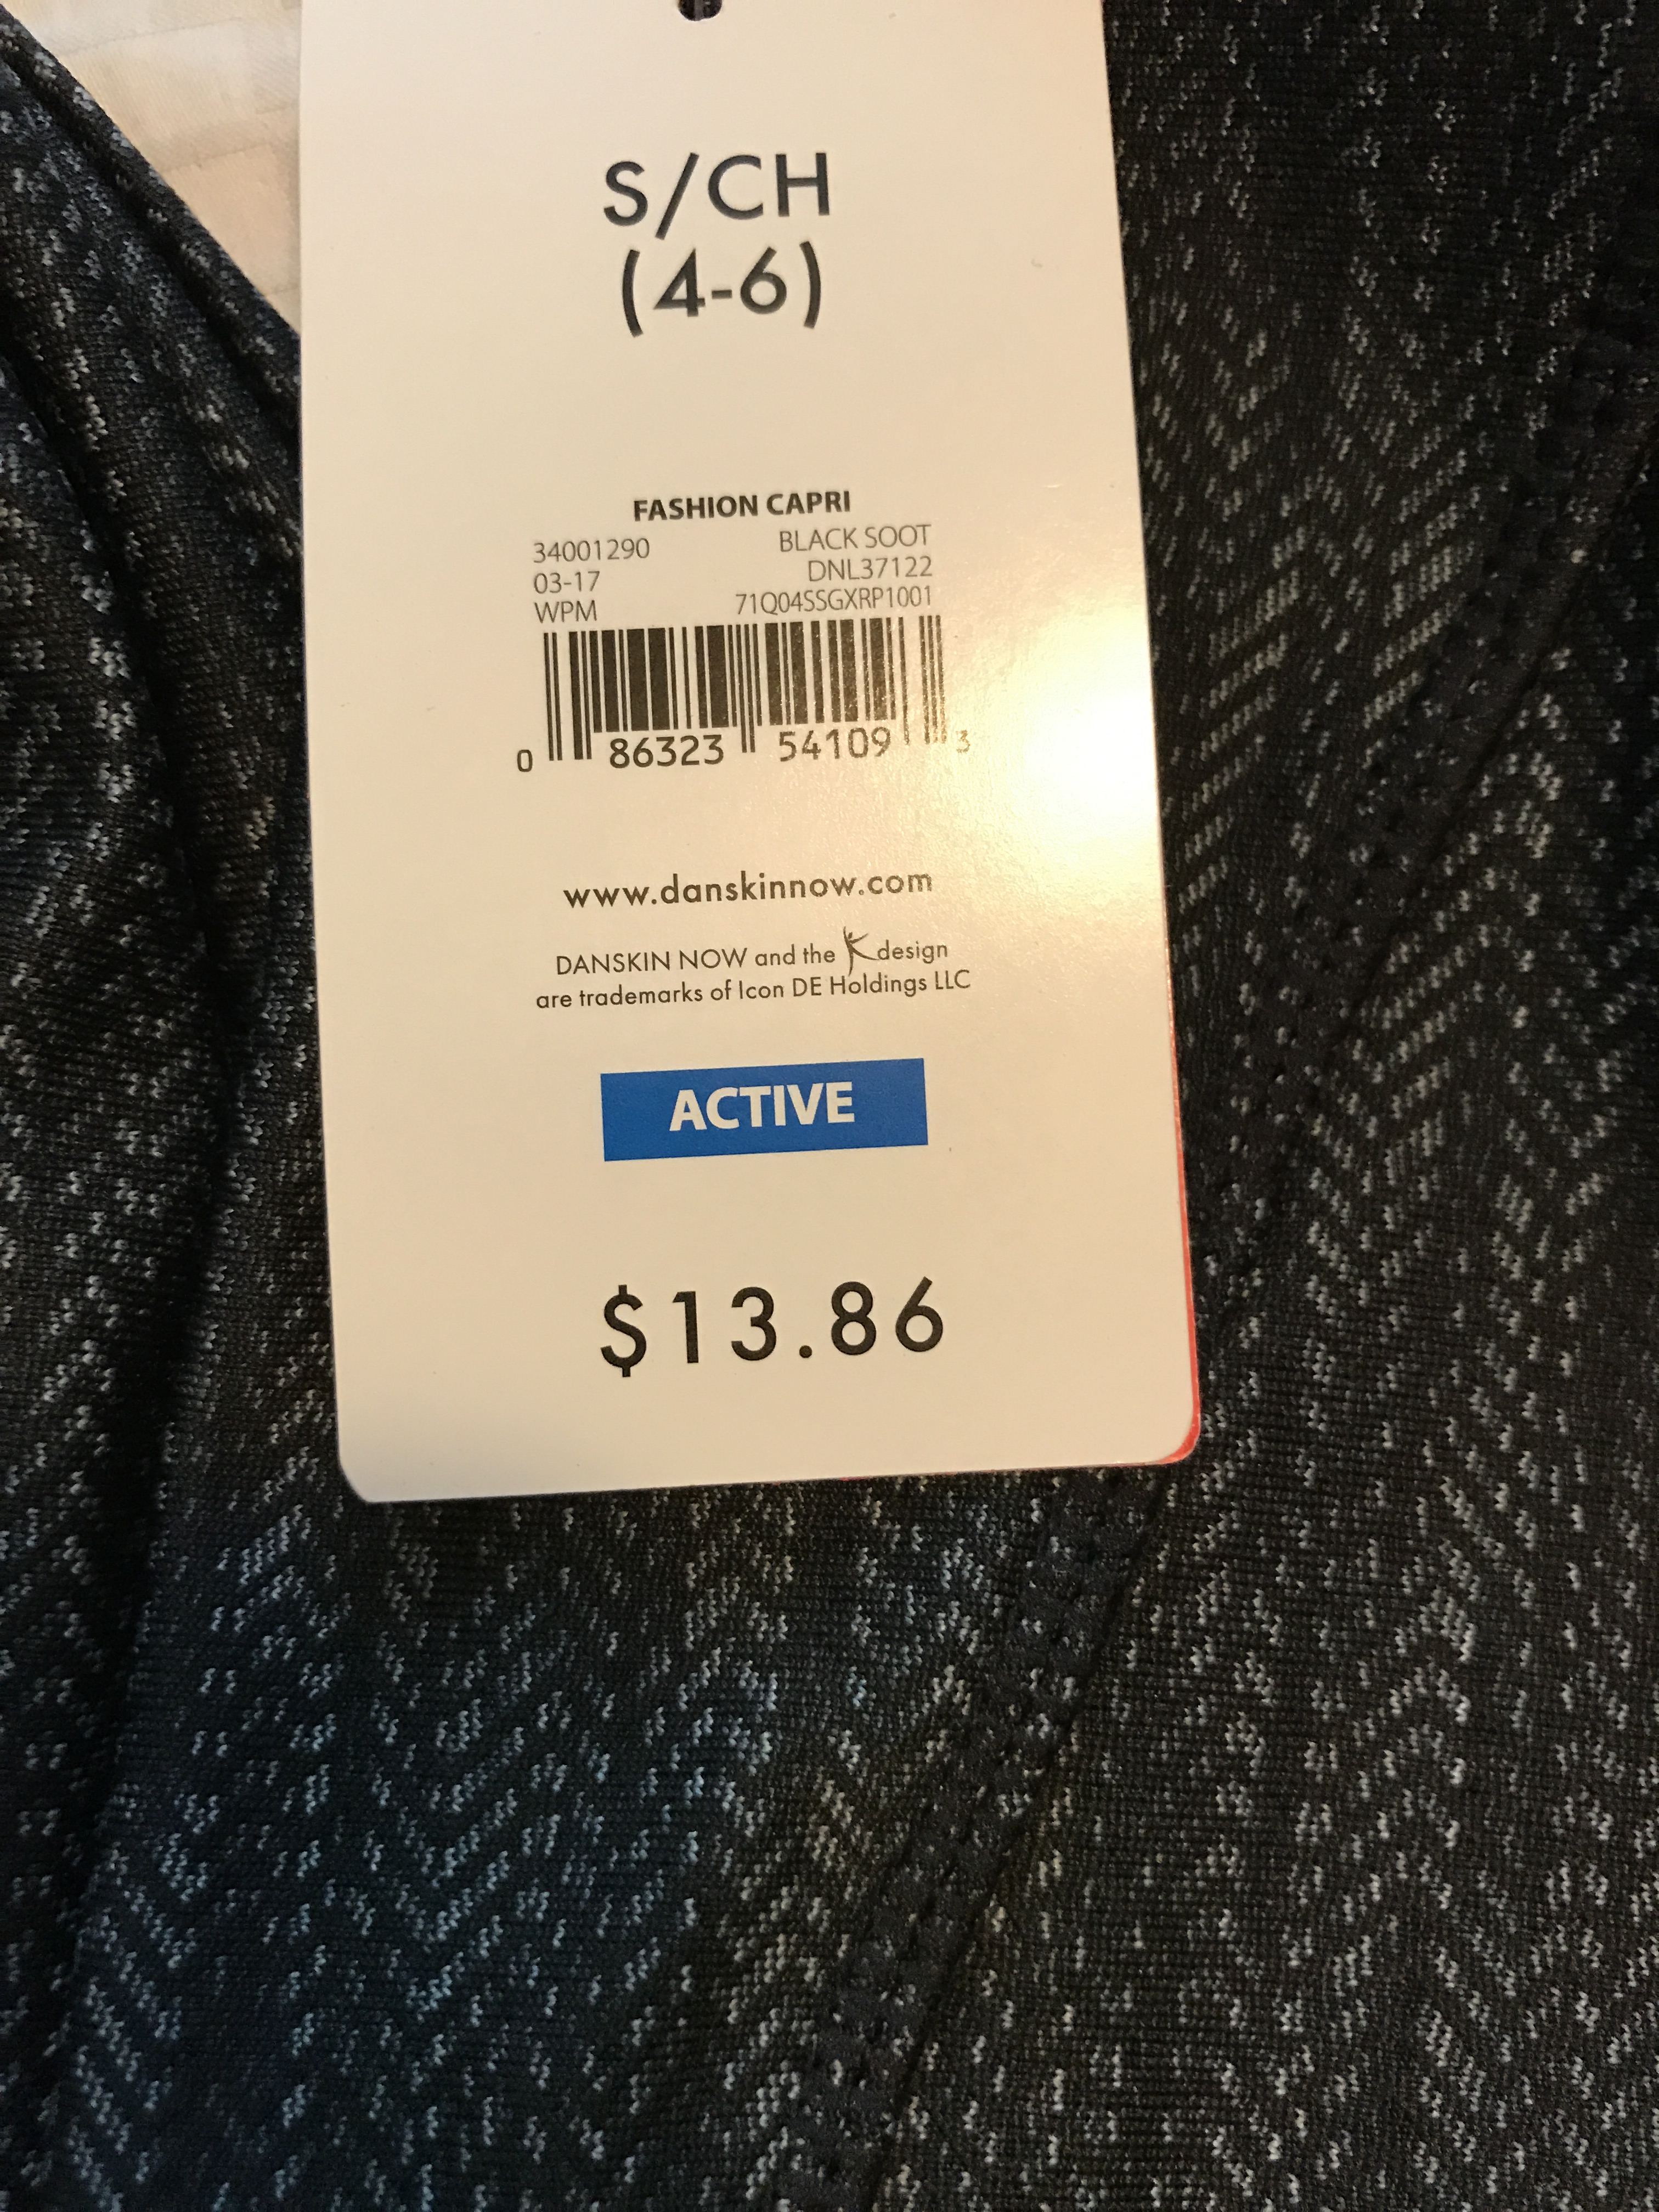 S/CH
(4-6)
FASHION CAPRI
34001290 BLACK SOOT
03-17 DNL37122
WPM 71Q04SSGXRP1001
0 86323 54109 3
www.danskinnow.com
DANSKIN NOW and the design
are trademarks of Icon DE Holdings LLC
ACTIVE
$13.86